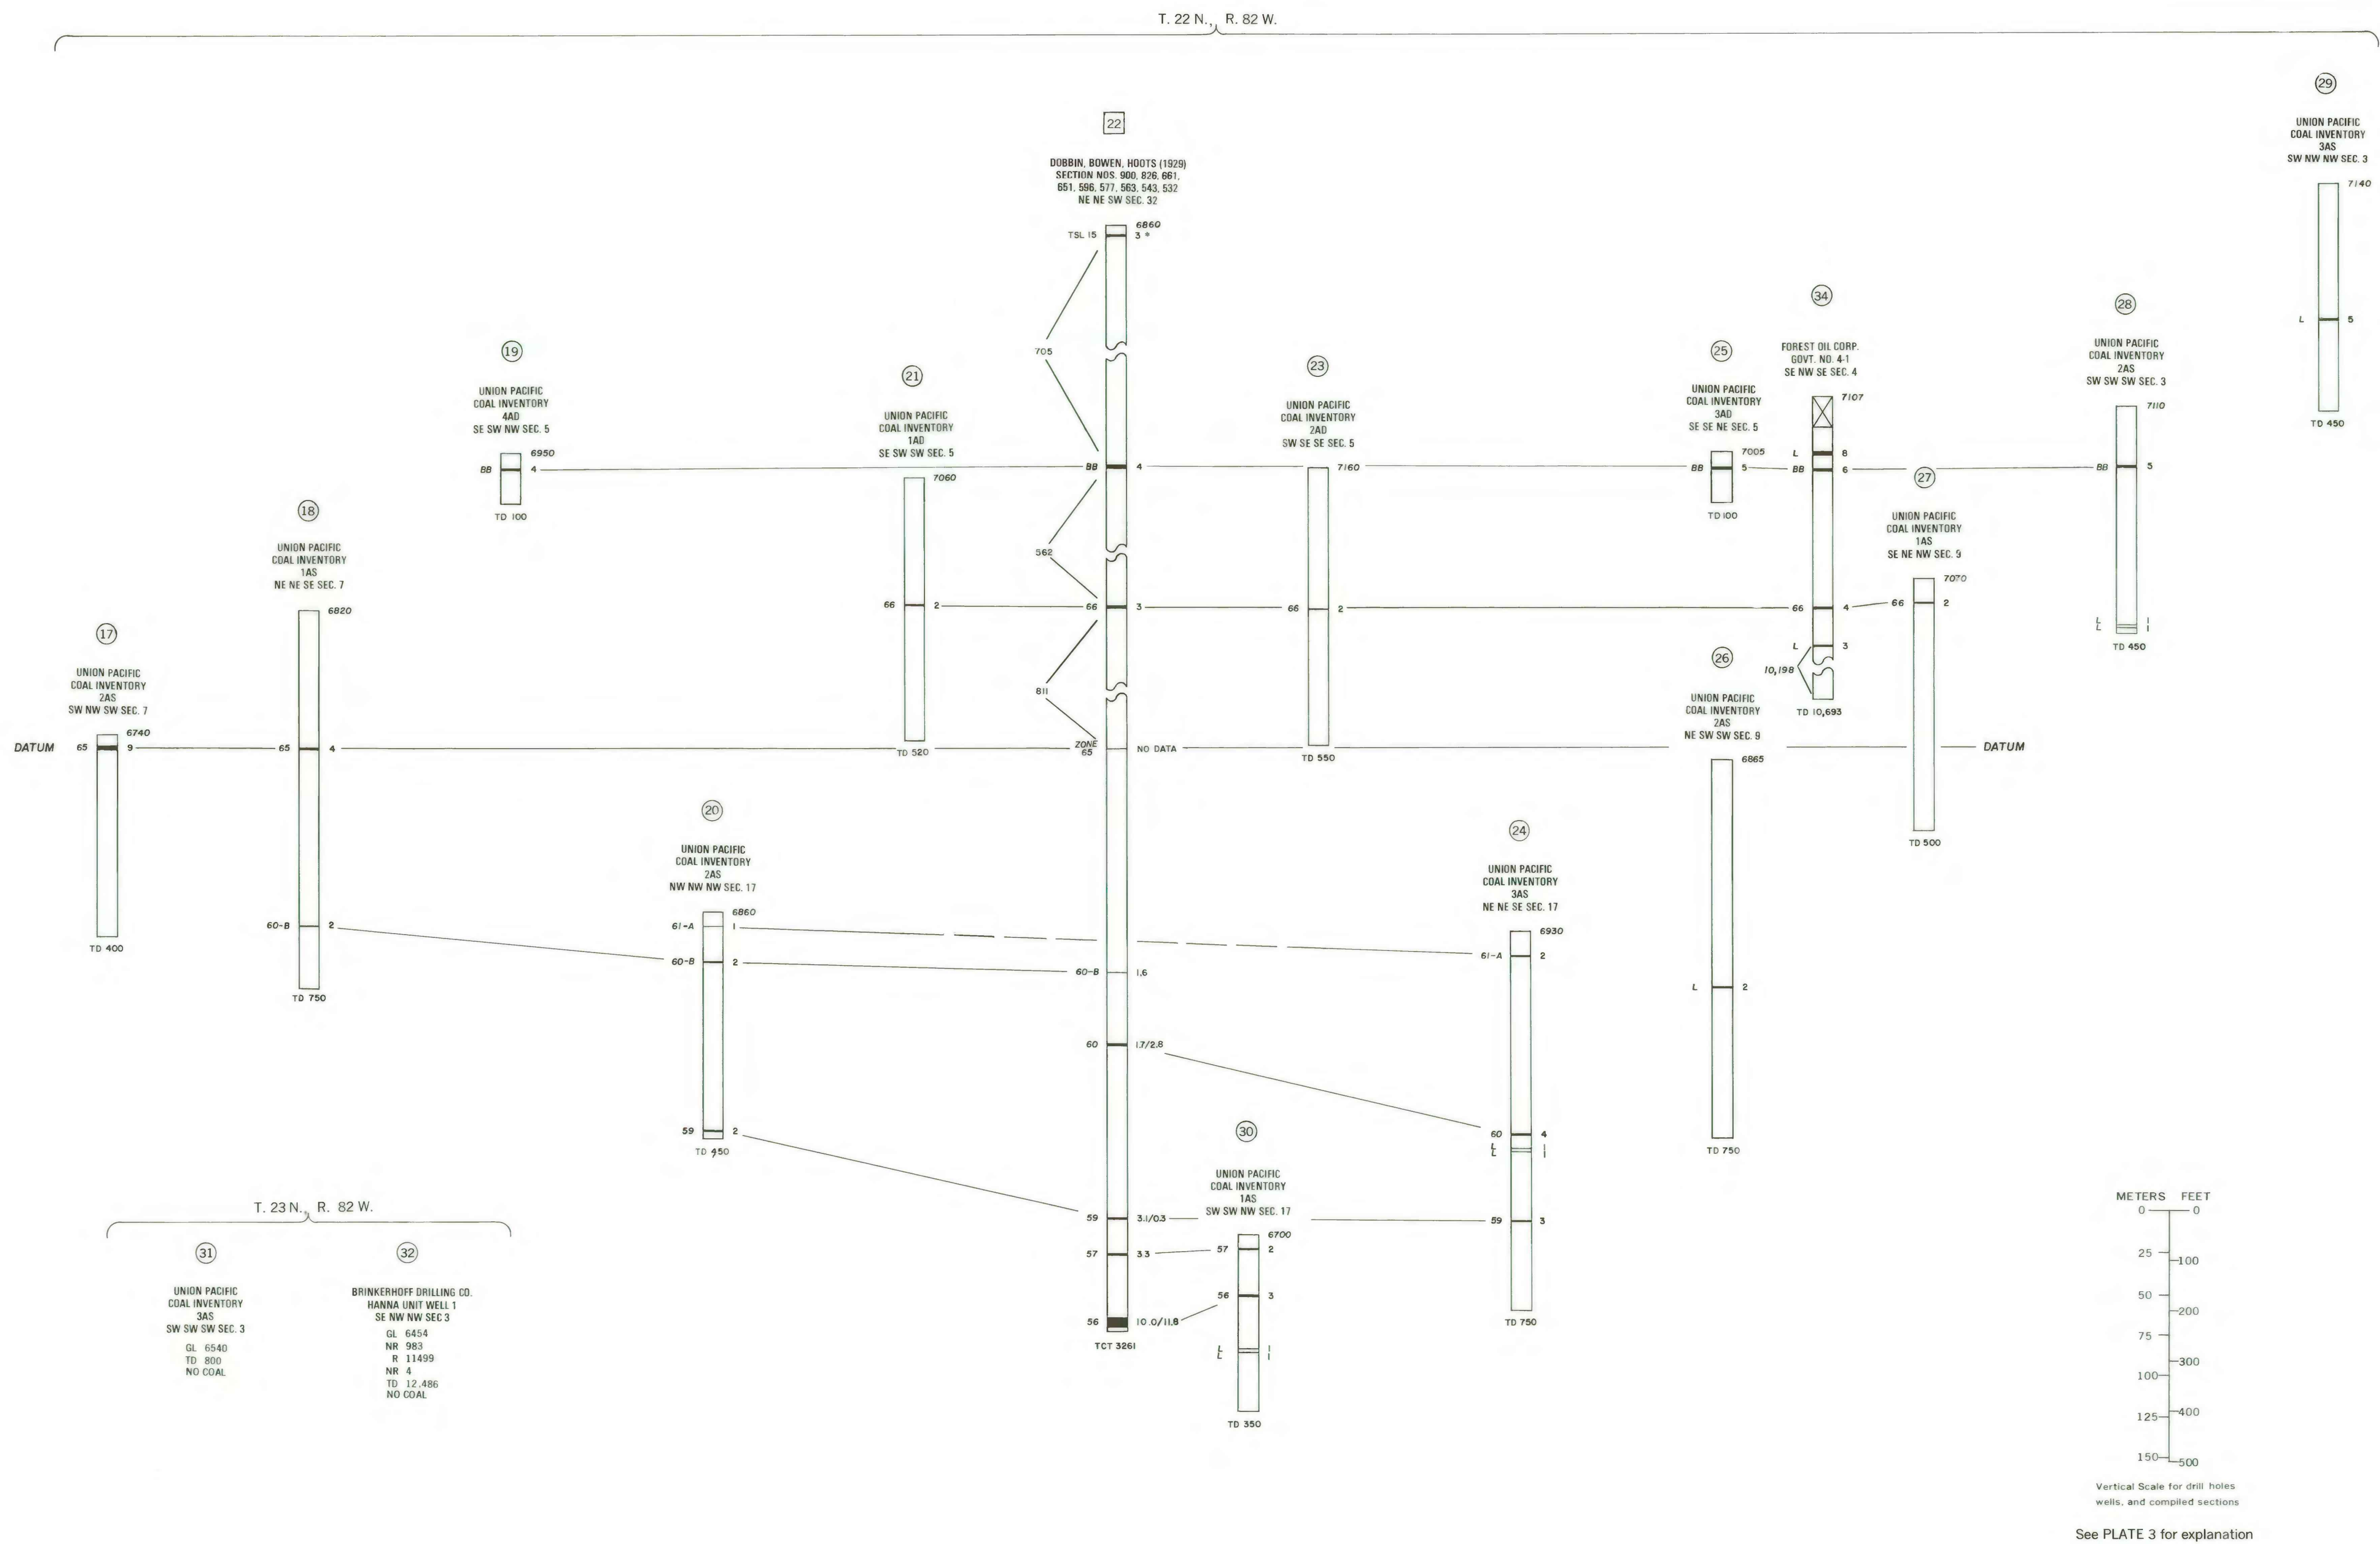 T. 22 N., R. 82 W.
29
UNION PACIFIC
COAL INVENTORY
3AS
SW NW NW SEC. 3
7140
L 5
TD 450
22
DOBBIN, BOWEN, HOOTS (1929)
SECTION NOS. 900, 826, 661,
651, 596, 577, 563, 543, 532
NE NE SW SEC. 32
6860
TSL 15 3 *
705
BB 4
562
66 3
811
ZONE
65 NO DATA
60-B 1.6
60 1.7/2.8
59 3.1/0.3
57 3.3
56 10.0/11.8
TCT 3261
34
FOREST OIL CORP.
GOVT. NO. 4-1
SE NW SE SEC. 4
7107
L 8
BB 6
66 4
L 3
10,198
TD 10,693
28
UNION PACIFIC
COAL INVENTORY
2AS
SW SW SW SEC. 3
7110
BB 5
L 1
L 1
TD 450
19
UNION PACIFIC
COAL INVENTORY
4AD
SE SW NW SEC. 5
6950
BB 4
TD 100
21
UNION PACIFIC
COAL INVENTORY
1AD
SE SW SW SEC. 5
7060
66 2
TD 520
23
UNION PACIFIC
COAL INVENTORY
2AD
SW SE SE SEC. 5
7160
66 2
TD 550
25
UNION PACIFIC
COAL INVENTORY
3AD
SE SE NE SEC. 5
7005
BB 5
TD 100
27
UNION PACIFIC
COAL INVENTORY
1AS
SE NE NW SEC. 9
7070
66 2
TD 500
18
UNION PACIFIC
COAL INVENTORY
1AS
NE NE SE SEC. 7
6820
65 4
60-B 2
TD 750
17
UNION PACIFIC
COAL INVENTORY
2AS
SW NW SW SEC. 7
6740
DATUM 65 9
TD 400
DATUM
26
UNION PACIFIC
COAL INVENTORY
2AS
NE SW SW SEC. 9
6865
L 2
TD 750
20
UNION PACIFIC
COAL INVENTORY
2AS
NW NW NW SEC. 17
6860
61-A 1
60-B 2
59 2
TD 450
24
UNION PACIFIC
COAL INVENTORY
3AS
NE NE SE SEC. 17
6930
61-A 2
60 4
L 1
L 1
59 3
TD 750
30
UNION PACIFIC
COAL INVENTORY
1AS
SW SW NW SEC. 17
6700
57 2
56 3
L 1
L 1
TD 350
T. 23 N., R. 82 W.
31
UNION PACIFIC
COAL INVENTORY
3AS
SW SW SW SEC. 3
GL 6540
TD 800
NO COAL
32
BRINKERHOFF DRILLING CO.
HANNA UNIT WELL 1
SE NW NW SEC 3
GL 6454
NR 983
R 11499
NR 4
TD 12,486
NO COAL
METERS FEET
0 0
25
100
50
200
75
300
100
125 400
150 500
Vertical Scale for drill holes
wells, and compiled sections
See PLATE 3 for explanation